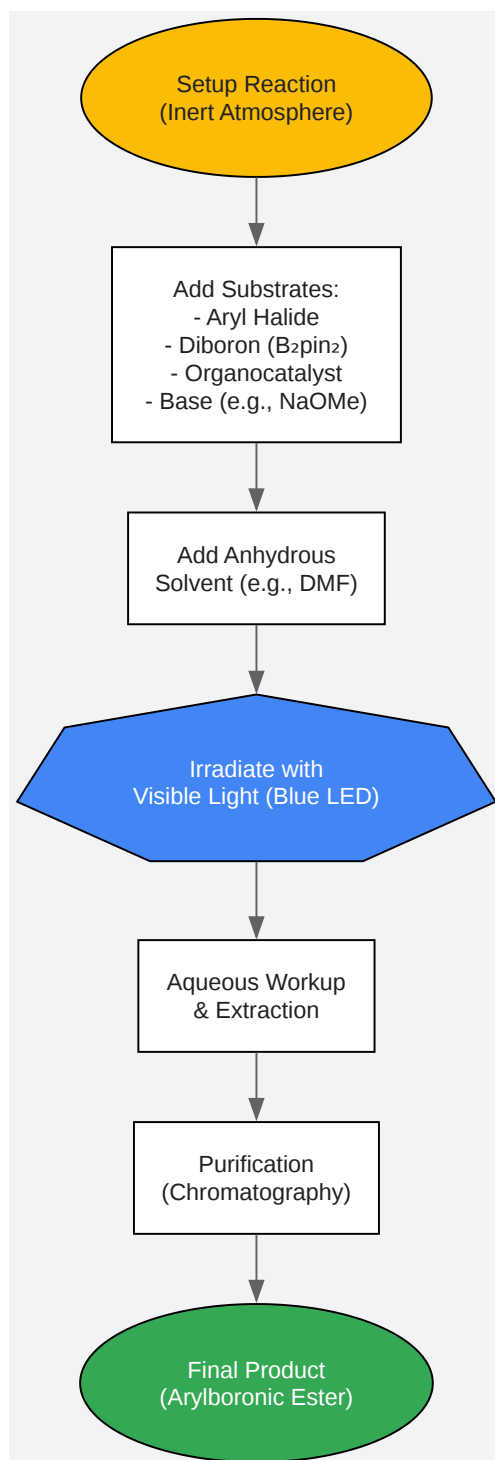 Setup Reaction
(Inert Atmosphere)
Add Substrates:
- Aryl Halide
- Diboron (B₂pin₂)
- Organocatalyst
- Base (e.g., NaOMe)
Add Anhydrous
Solvent (e.g., DMF)
Irradiate with
Visible Light (Blue LED)
Aqueous Workup
& Extraction
Purification
(Chromatography)
Final Product
(Arylboronic Ester)